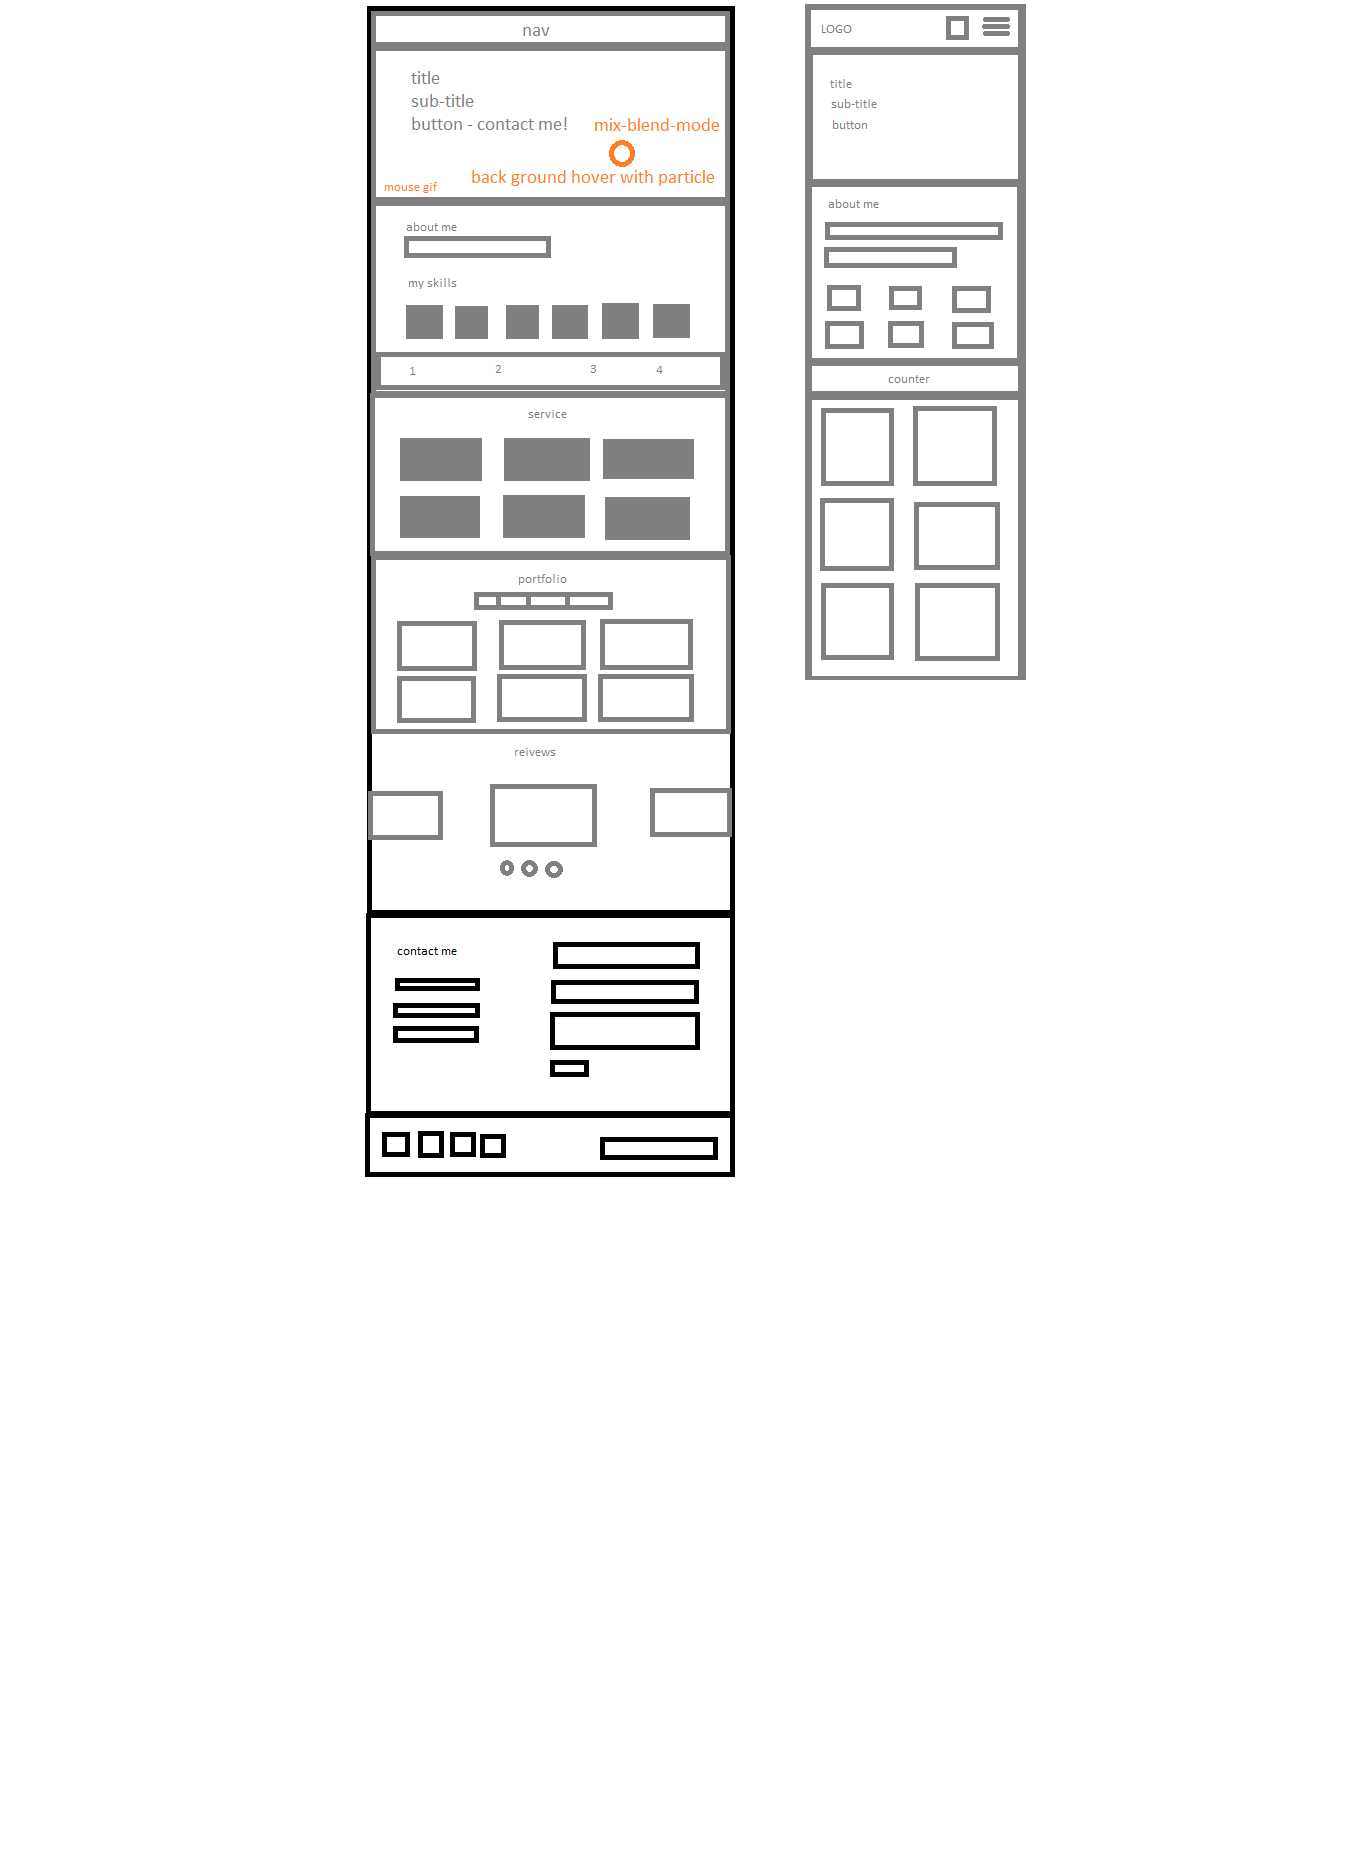 nav
title
sub-title
button - contact me!
mix-blend-mode
back ground hover with particle
mouse gif
about me
my skills
1 2 3 4
service
portfolio
reivews
contact me
LOGO
title
sub-title
button
about me
counter